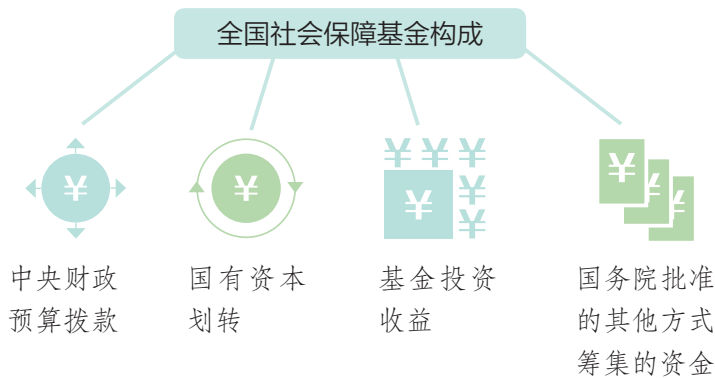 全国社会保障基金构成
¥
¥
¥ ¥ ¥
¥
¥
¥
¥
¥
¥
中央财政
预算拨款
国有资本
划转
基金投资
收益
国务院批准
的其他方式
筹集的资金